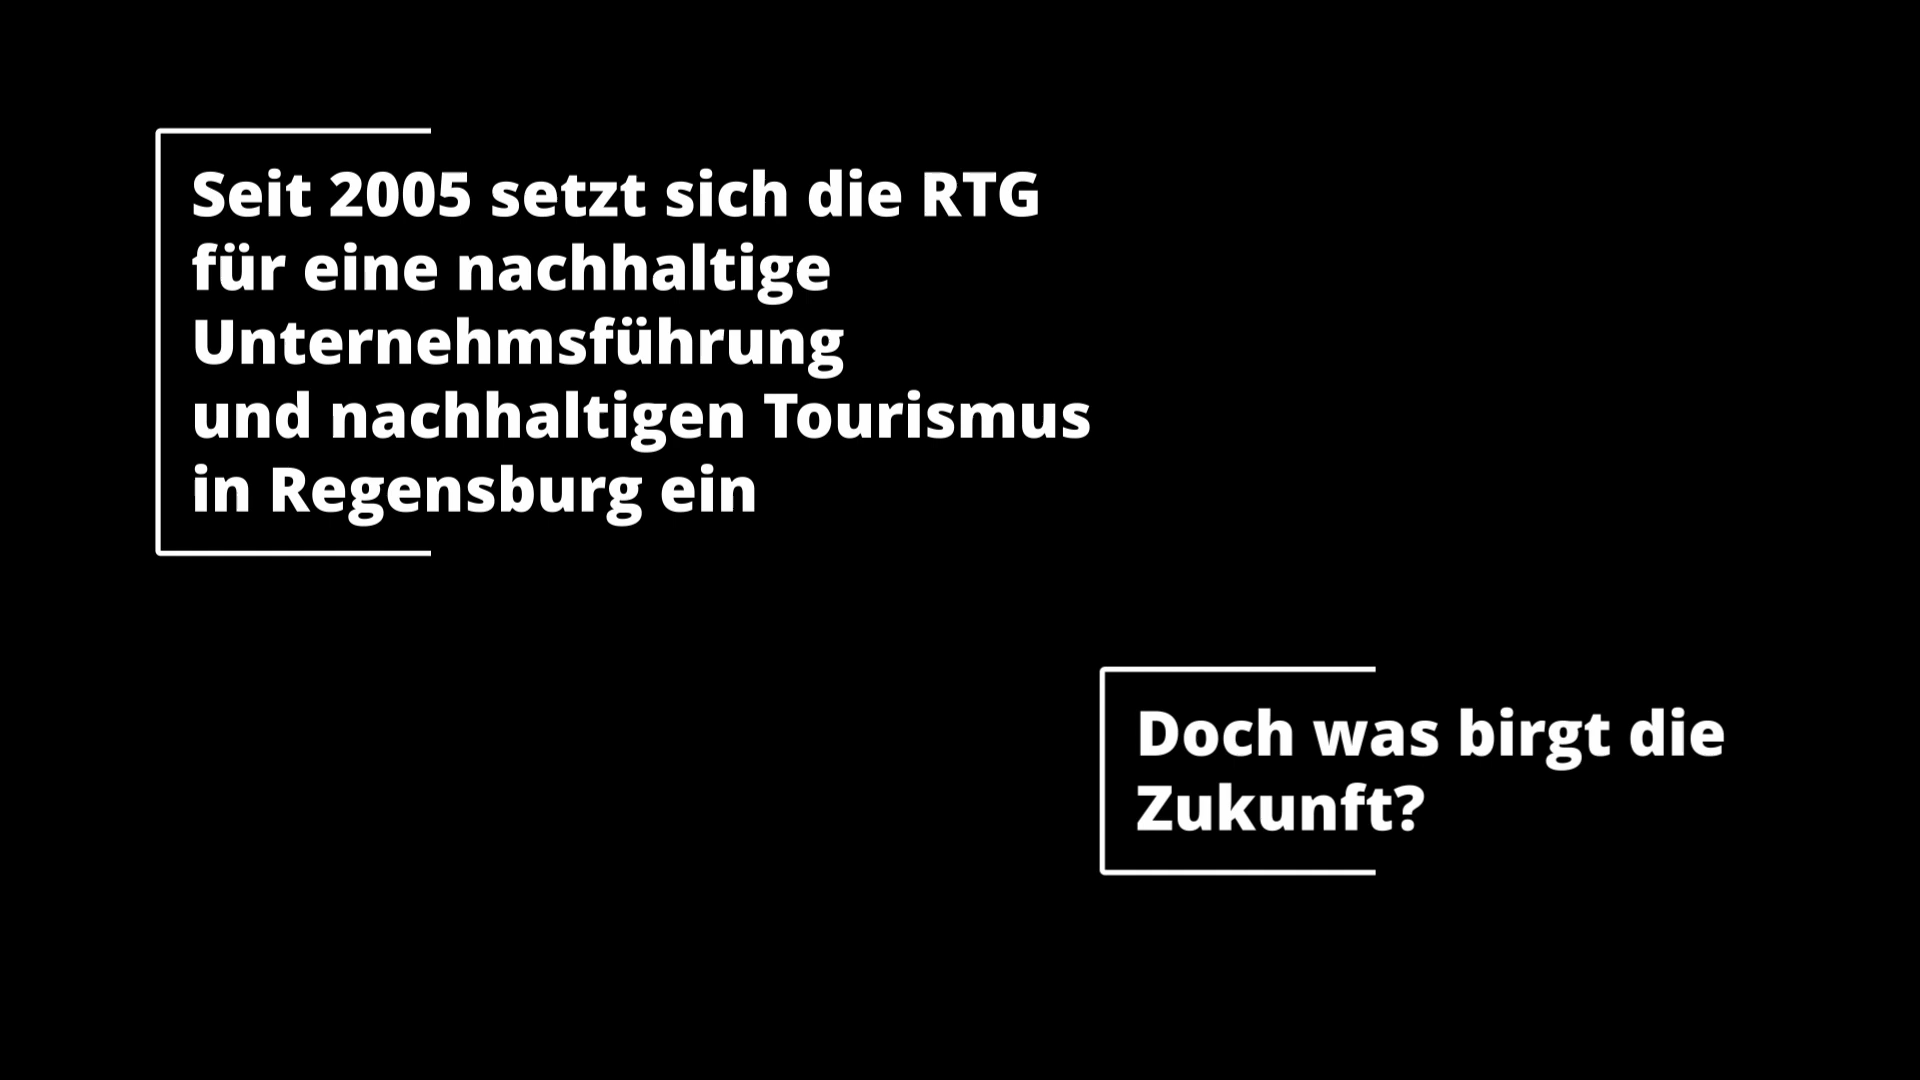 Seit 2005 setzt sich die RTG
für eine nachhaltige
Unternehmsführung
und nachhaltigen Tourismus
in Regensburg ein
Doch was birgt die
Zukunft?